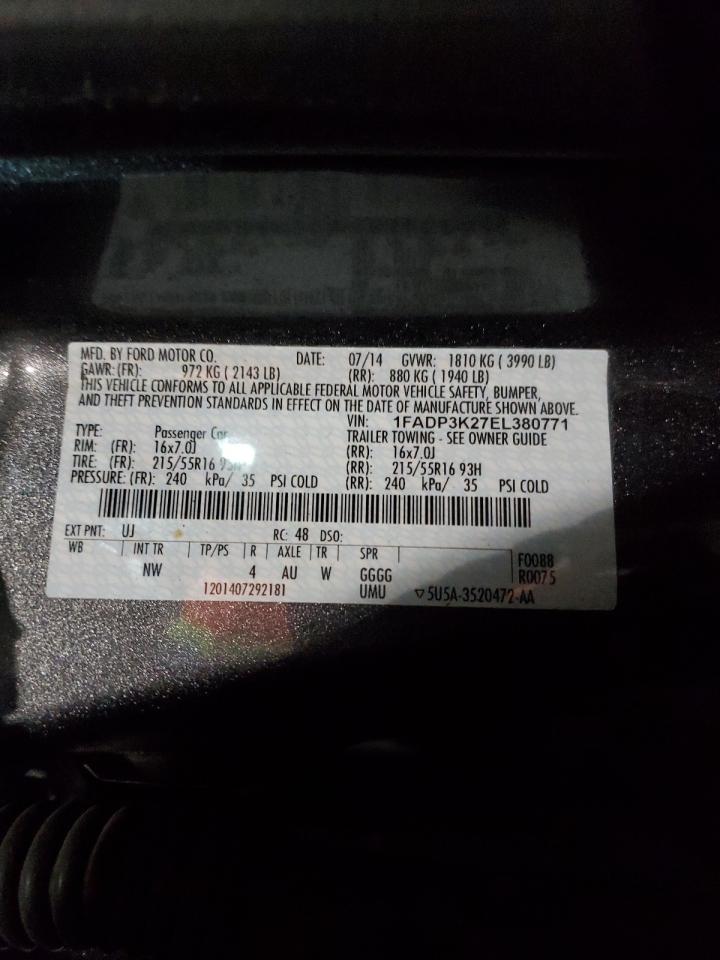 MFD. BY FORD MOTOR CO. DATE: 07/14 GVWR: 1810 KG ( 3990 LB)
GAWR: (FR): 972 KG ( 2143 LB) (RR): 880 KG ( 1940 LB)
THIS VEHICLE CONFORMS TO ALL APPLICABLE FEDERAL MOTOR VEHICLE SAFETY, BUMPER,
AND THEFT PREVENTION STANDARDS IN EFFECT ON THE DATE OF MANUFACTURE SHOWN ABOVE.
VIN: 1FADP3K27EL380771
TYPE: Passenger Car TRAILER TOWING - SEE OWNER GUIDE
RIM: (FR): 16x7.0J (RR): 16x7.0J
TIRE: (FR): 215/55R16 93H (RR): 215/55R16 93H
PRESSURE: (FR): 240 kPa/ 35 PSI COLD (RR): 240 kPa/ 35 PSI COLD
EXT PNT: UJ RC: 48 DSO:
WB INT TR TP/PS R AXLE TR SPR F0088
NW 4 AU W GGGG R0075
1201407292181 UMU ▽5U5A-3520472-AA